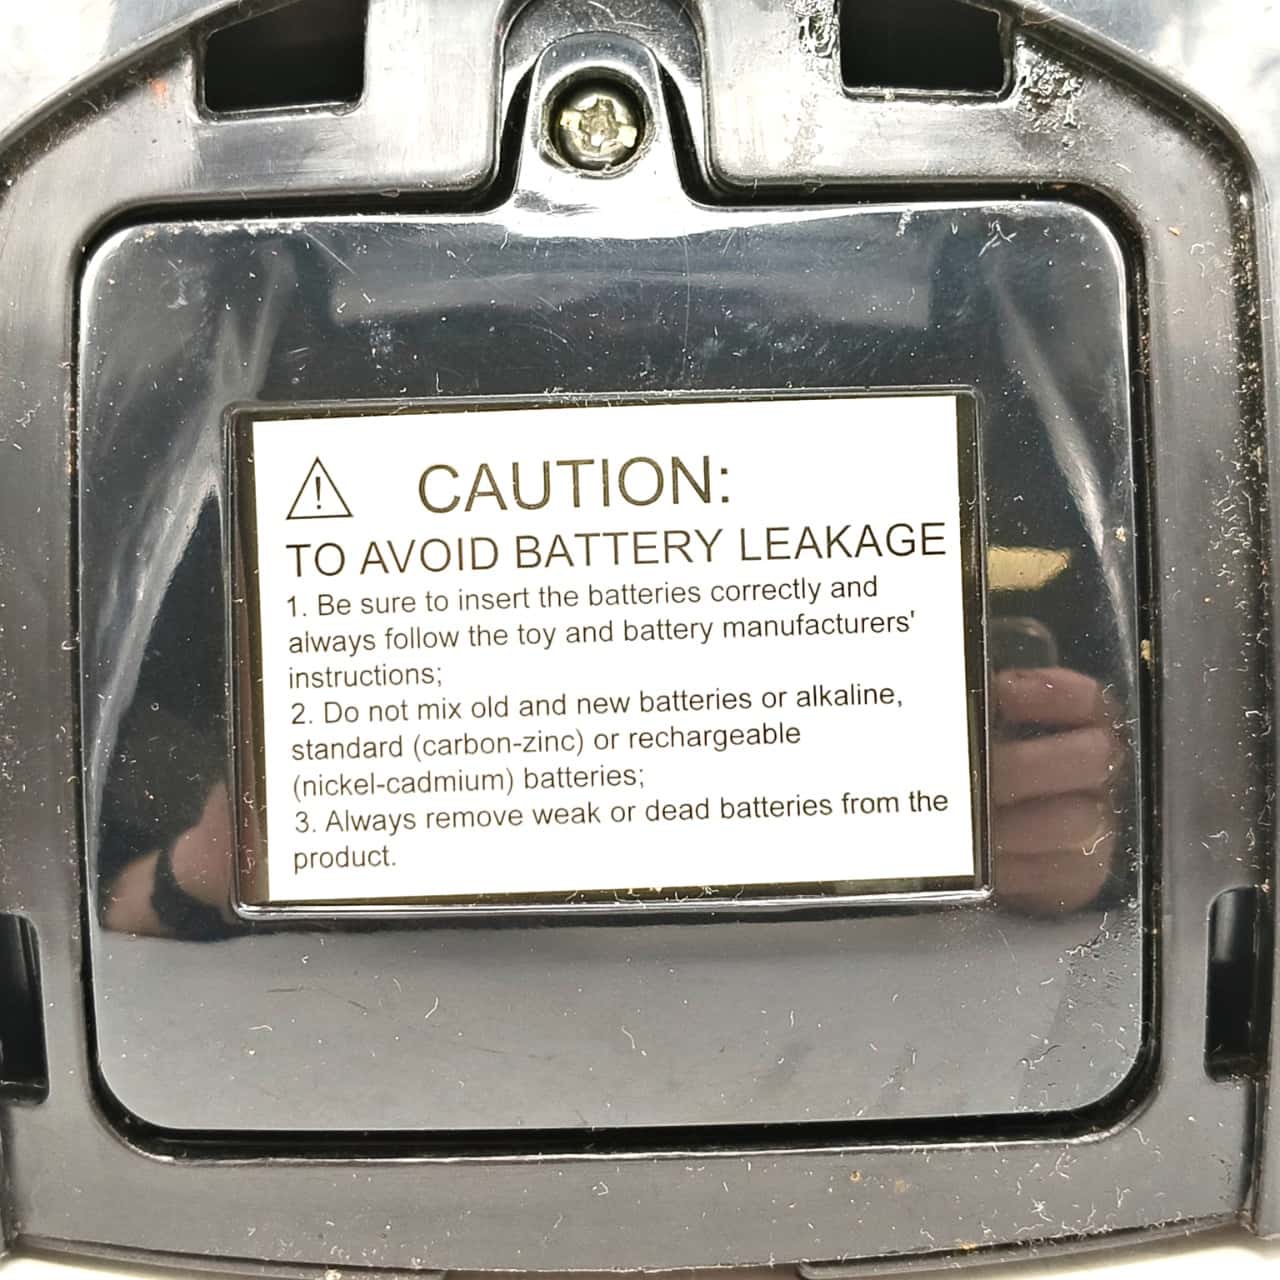 CAUTION:
TO AVOID BATTERY LEAKAGE
1. Be sure to insert the batteries correctly and
always follow the toy and battery manufacturers'
instructions;
2. Do not mix old and new batteries or alkaline,
standard (carbon-zinc) or rechargeable
(nickel-cadmium) batteries;
3. Always remove weak or dead batteries from the
product.